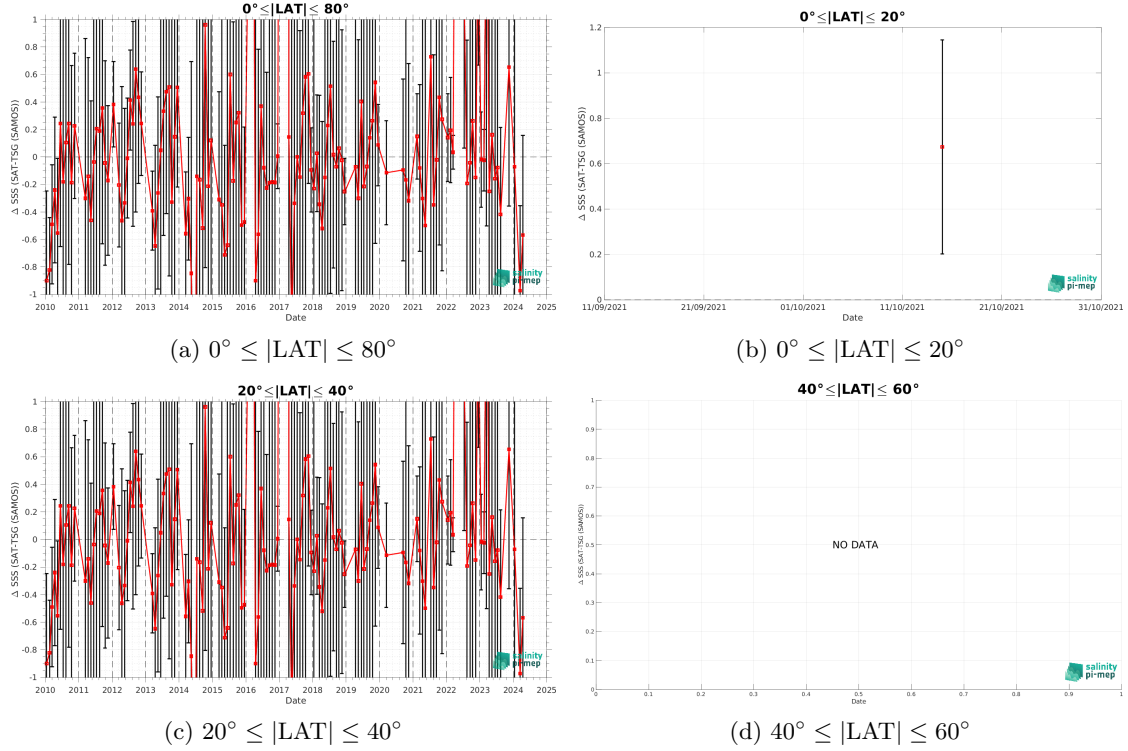 0°≤|LAT|≤ 80°
Δ SSS (SAT-TSG (SAMOS))
1
0.8
0.6
0.4
0.2
0
-0.2
-0.4
-0.6
-0.8
-1
2010 2011 2012 2013 2014 2015 2016 2017 2018 2019 2020 2021 2022 2023 2024 2025
Date
salinity
pi-mep
(a) 0° ≤ |LAT| ≤ 80°
0°≤|LAT|≤ 20°
Δ SSS (SAT-TSG (SAMOS))
1.2
1
0.8
0.6
0.4
0.2
0
11/09/2021 21/09/2021 01/10/2021 11/10/2021 21/10/2021 31/10/2021
Date
salinity
pi-mep
(b) 0° ≤ |LAT| ≤ 20°
20°≤|LAT|≤ 40°
Δ SSS (SAT-TSG (SAMOS))
1
0.8
0.6
0.4
0.2
0
-0.2
-0.4
-0.6
-0.8
-1
2010 2011 2012 2013 2014 2015 2016 2017 2018 2019 2020 2021 2022 2023 2024 2025
Date
salinity
pi-mep
(c) 20° ≤ |LAT| ≤ 40°
40°≤|LAT|≤ 60°
Δ SSS (SAT-TSG (SAMOS))
1
0.9
0.8
0.7
0.6
0.5
0.4
0.3
0.2
0.1
0
NO DATA
0 0.1 0.2 0.3 0.4 0.5 0.6 0.7 0.8 0.9 1
Date
salinity
pi-mep
(d) 40° ≤ |LAT| ≤ 60°